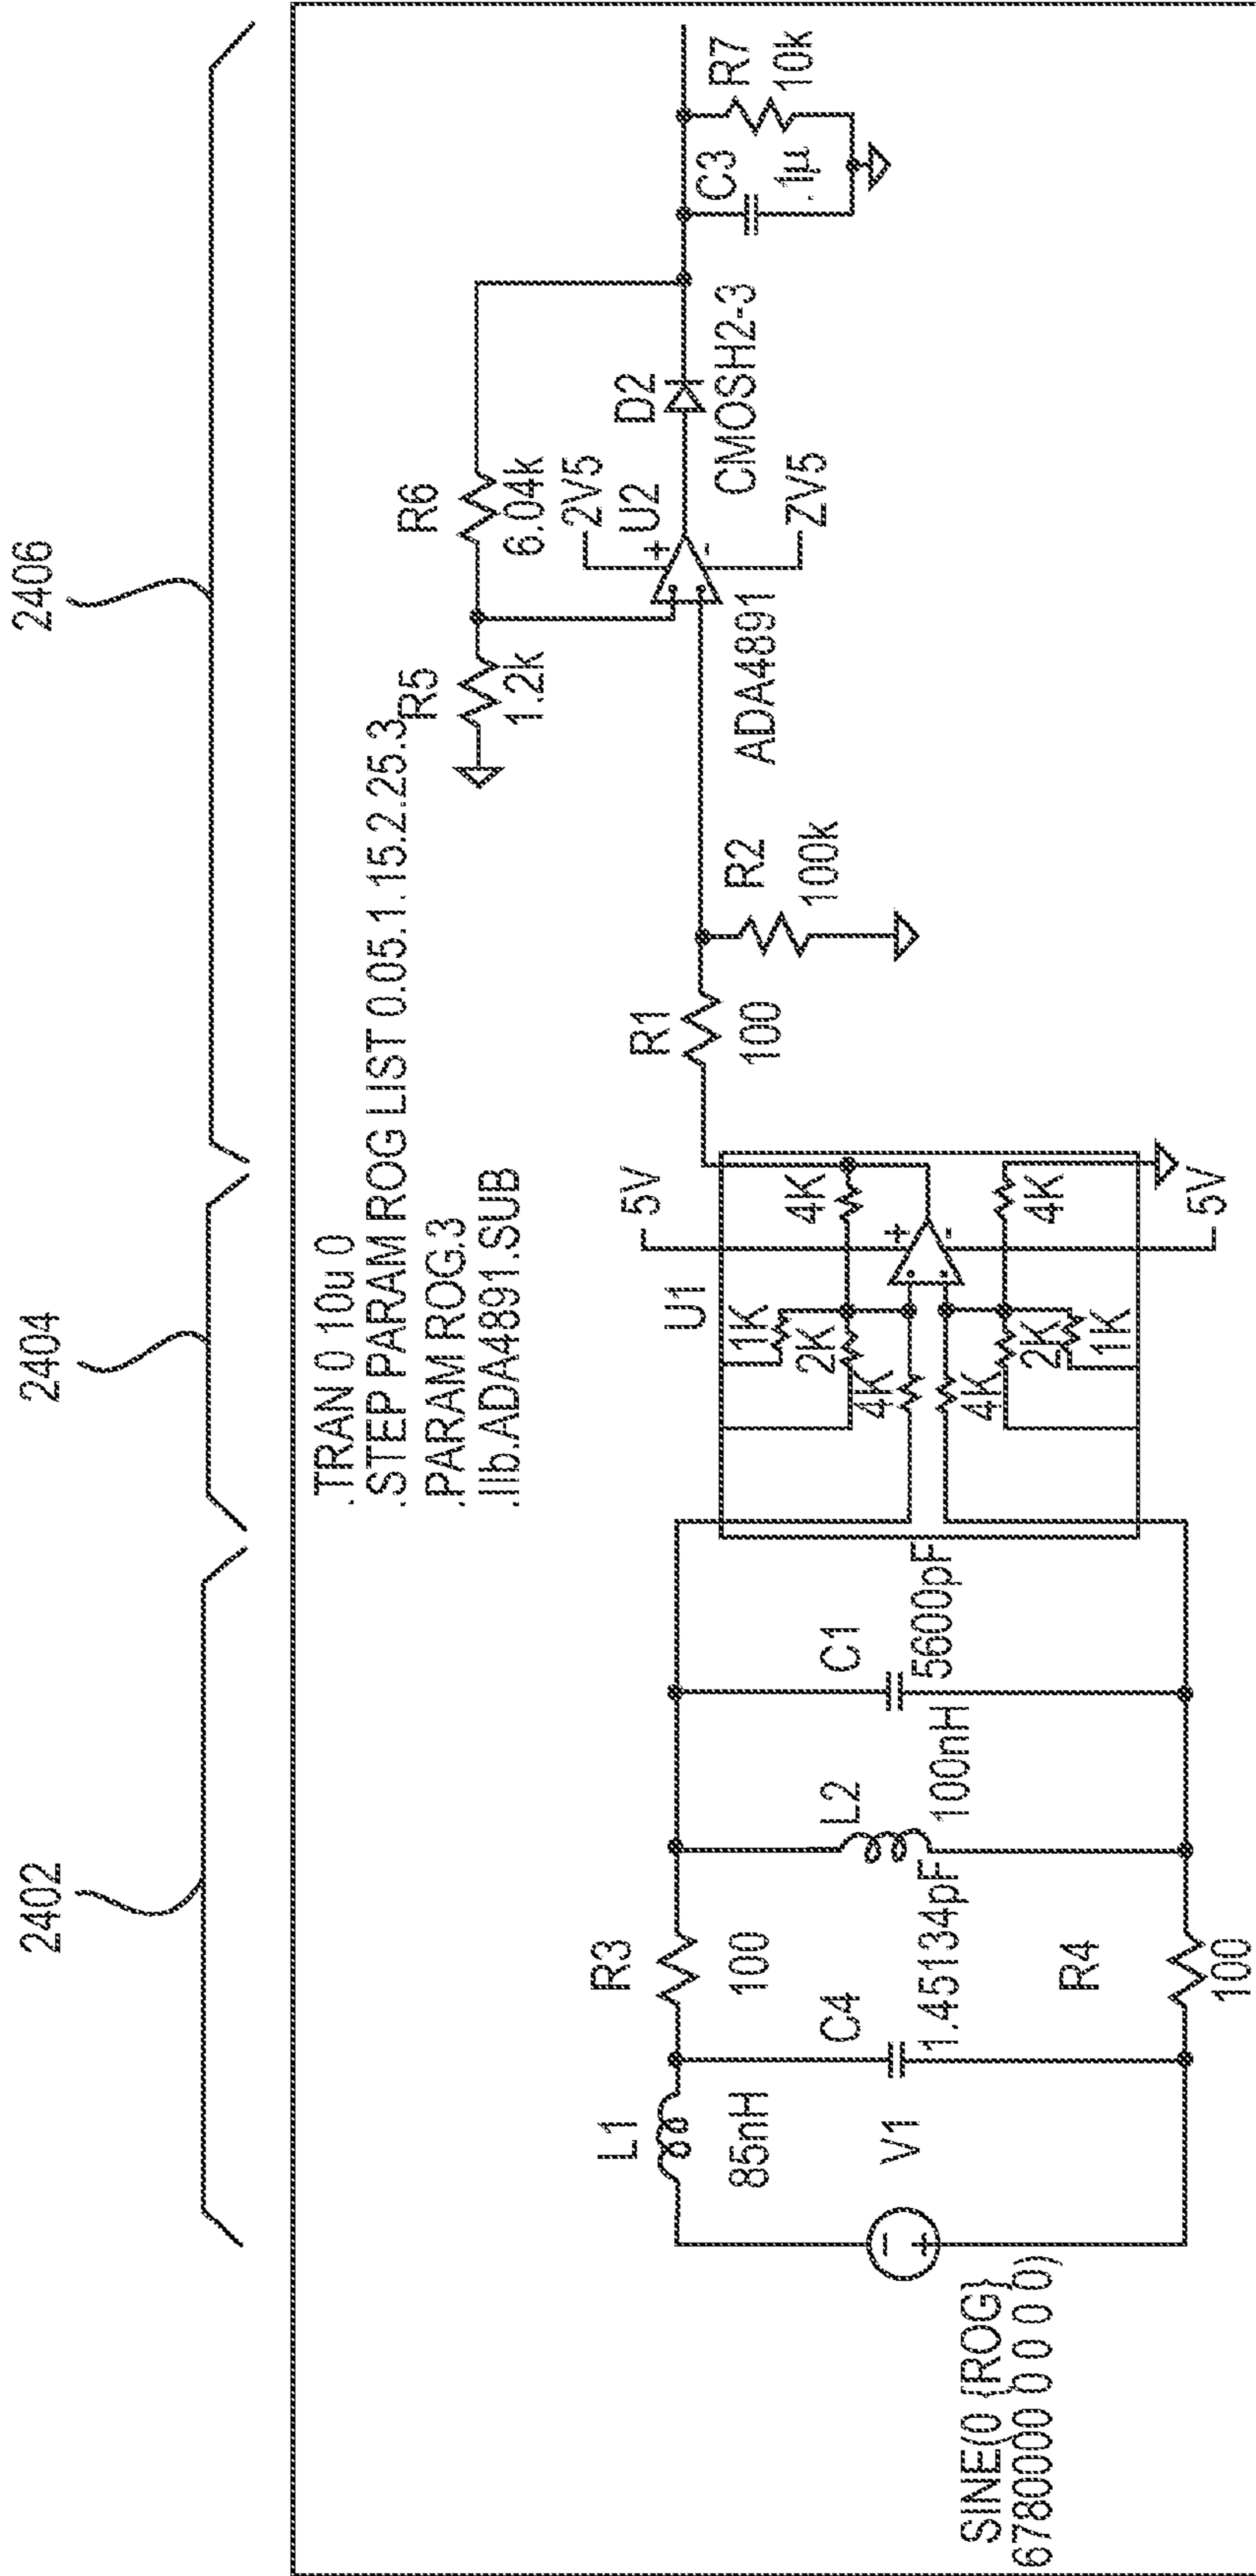 2402
2404
2406
.TRAN 0 10u 0
.STEP PARAM ROG LIST 0.05.1.15.2.25.3
.PARAM ROG.3
.lib.ADA4891.SUB
L1
85nH
V1
SINE(0 {ROG}
6780000 0 0 0 0)
R3
100
C4
1.45134pF
R4
100
L2
100nH
C1
5600pF
U1
5V
1K
2K
4K
4K
4K
2K
1K
4K
+
-
5V
R1
100
R2
100k
R5
1.2k
R6
6.04k
2V5
U2
+
-
ZV5
ADA4891
D2
CMOSH2-3
C3
.1µ
R7
10k
-
+